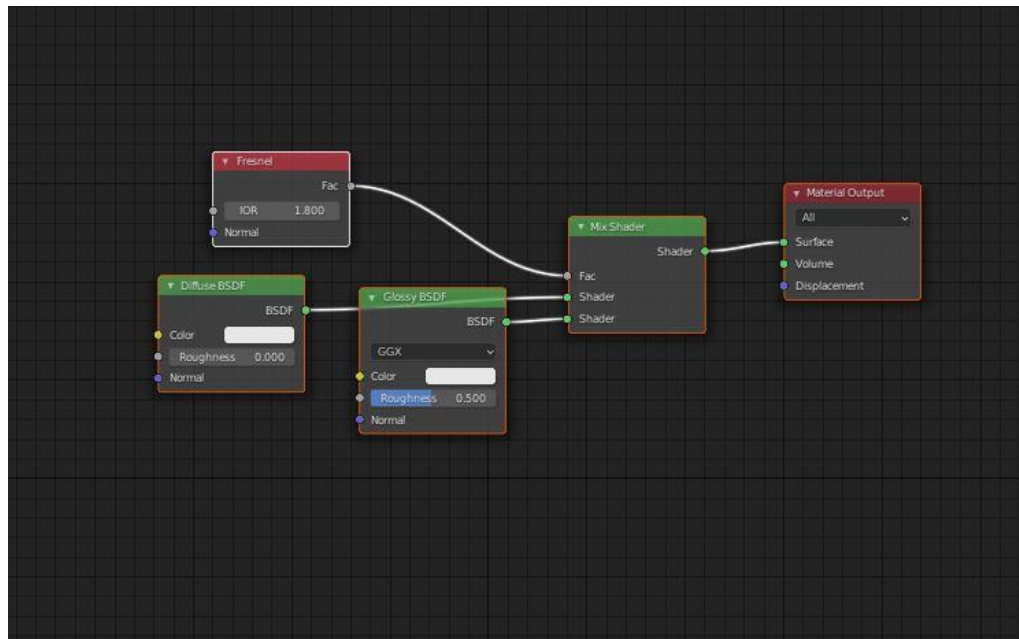 Fresnel
Fac
IOR 1.800
Normal
Diffuse BSDF
BSDF
Color
Roughness 0.000
Normal
Glossy BSDF
BSDF
GGX
Color
Roughness 0.500
Normal
Mix Shader
Shader
Fac
Shader
Shader
Material Output
All
Surface
Volume
Displacement